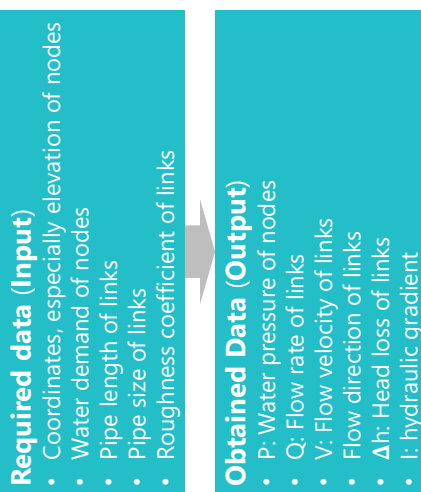 Required data (Input)
• Coordinates, especially elevation of nodes
• Water demand of nodes
• Pipe length of links
• Pipe size of links
• Roughness coefficient of links
Obtained Data (Output)
• P: Water pressure of nodes
• Q: Flow rate of links
• V: Flow velocity of links
• Flow direction of links
• Δh: Head loss of links
• I: hydraulic gradient